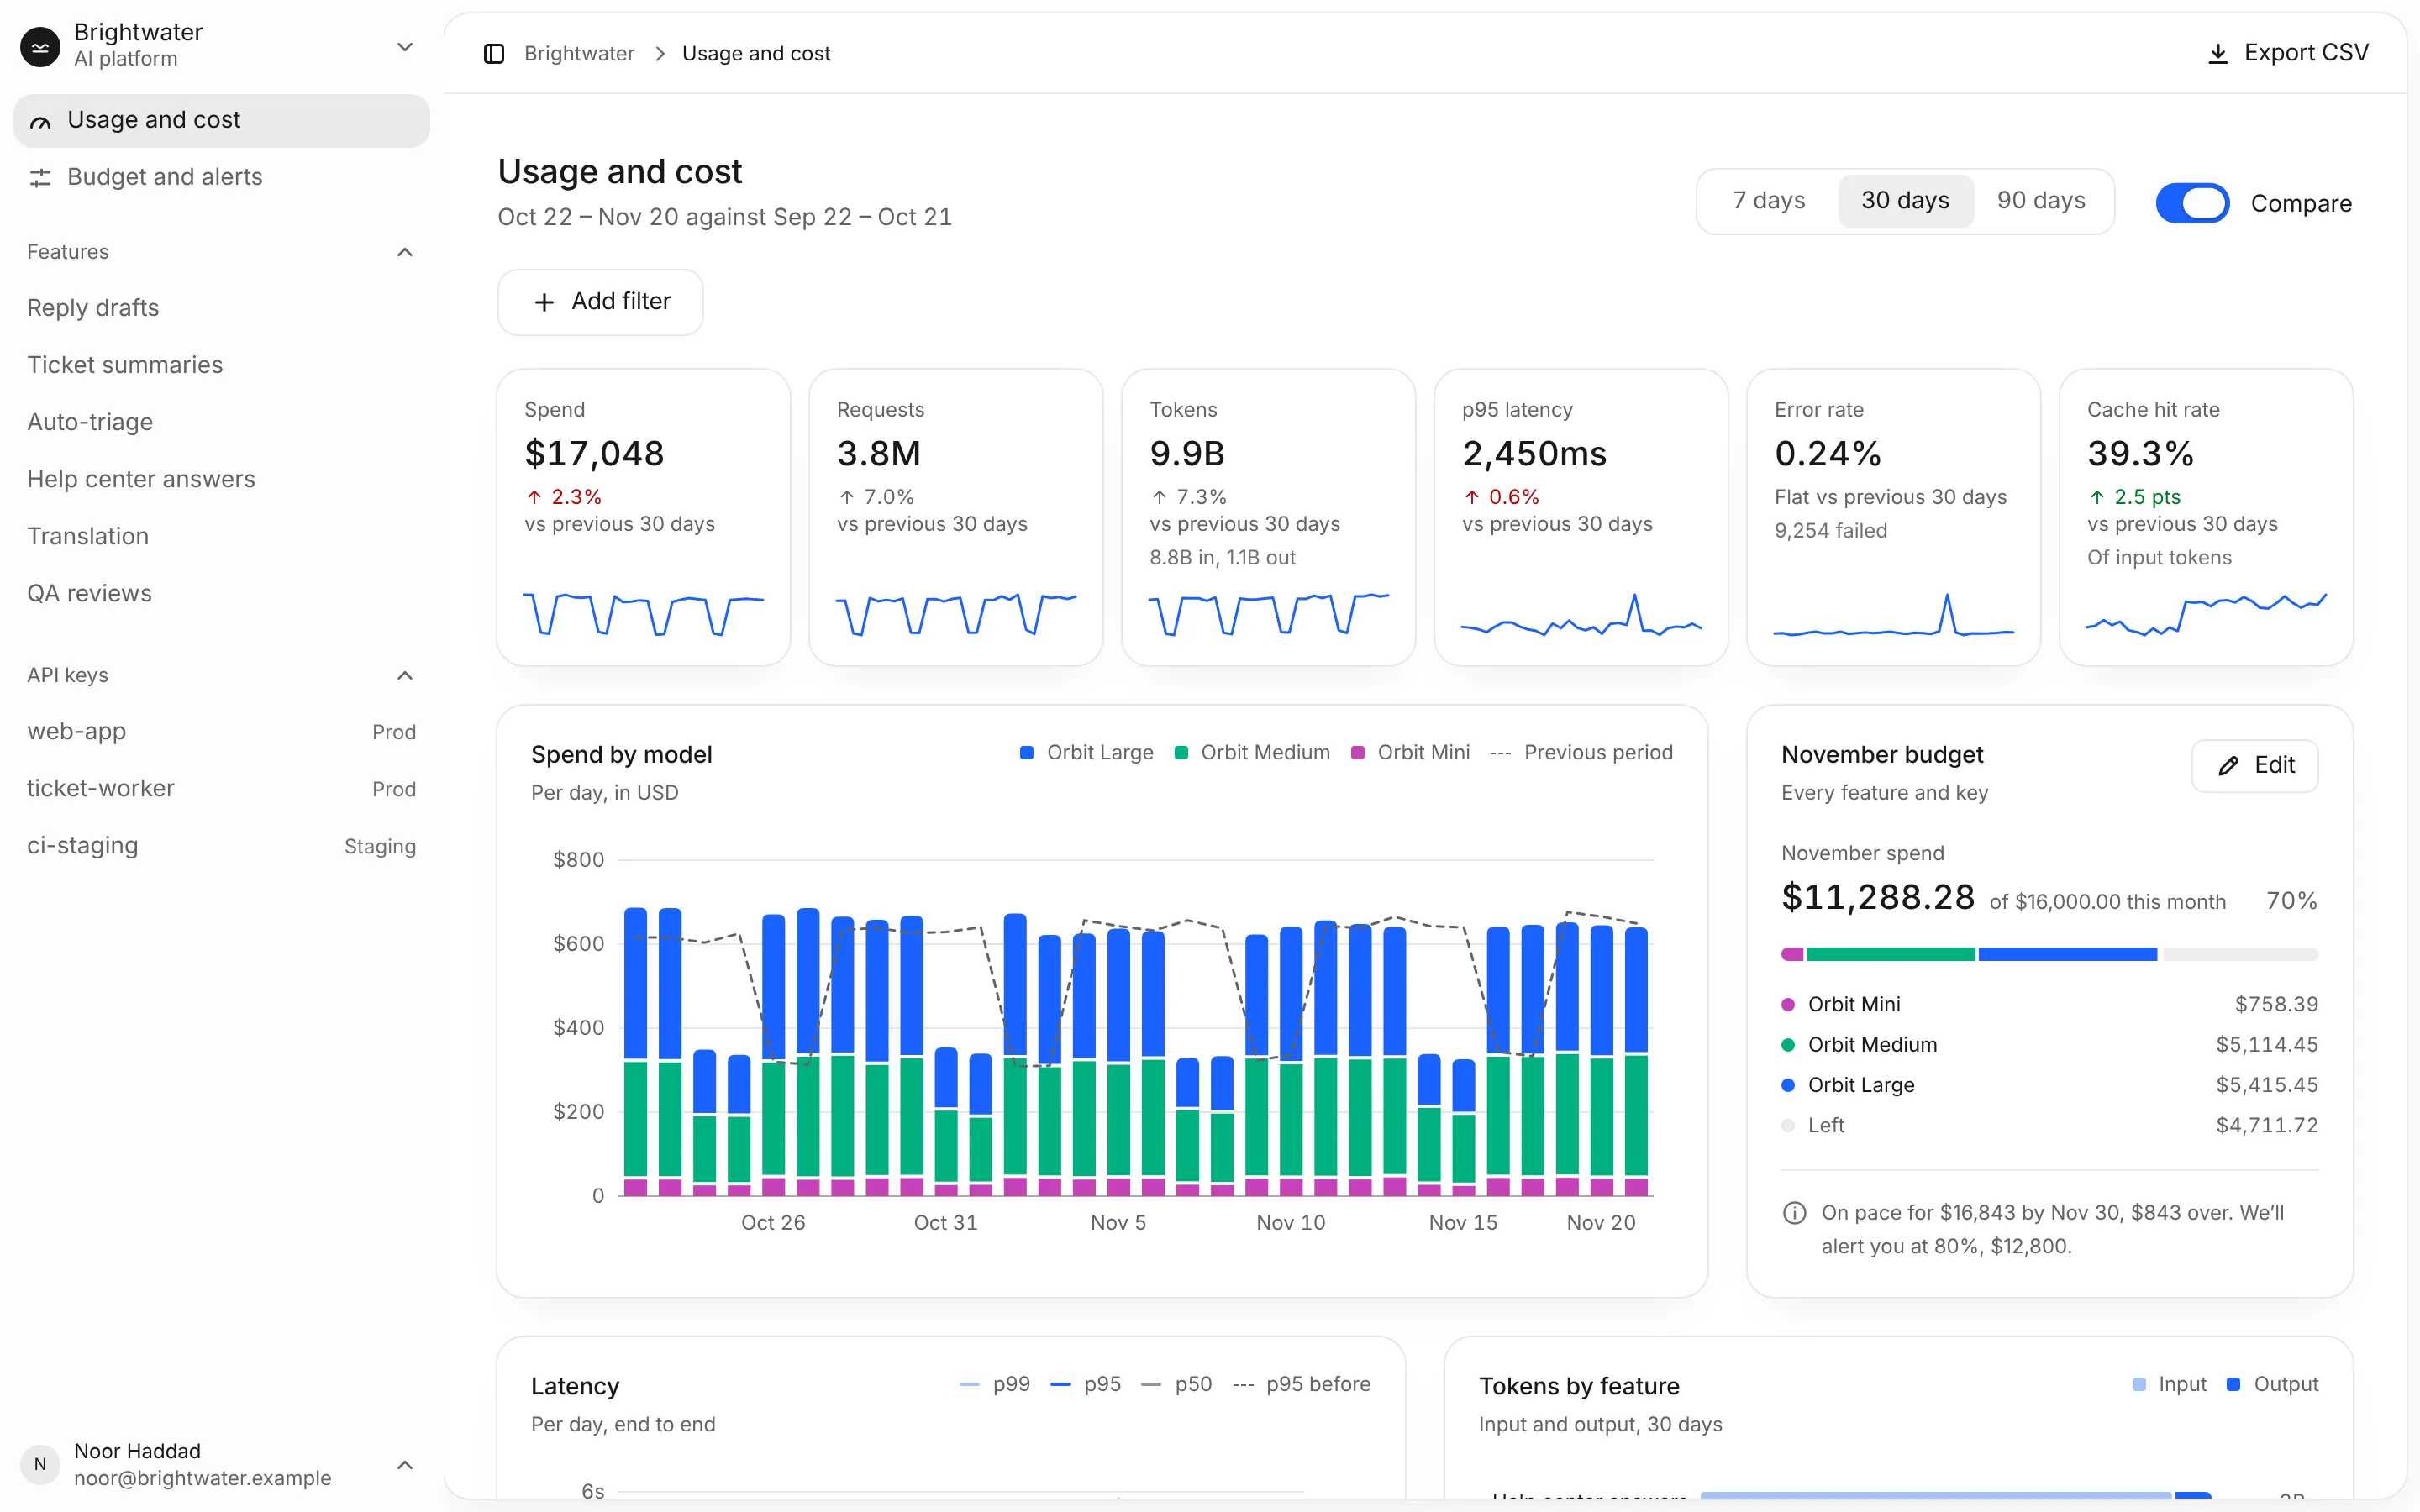 Brightwater
AI platform
Usage and cost
Budget and alerts
Features
Reply drafts
Ticket summaries
Auto-triage
Help center answers
Translation
QA reviews
API keys
web-app Prod
ticket-worker Prod
ci-staging Staging
N
Noor Haddad
noor@brightwater.example
Brightwater > Usage and cost
Export CSV
Usage and cost
Oct 22 – Nov 20 against Sep 22 – Oct 21
7 days 30 days 90 days
Compare
Add filter
Spend
$17,048
↑ 2.3%
vs previous 30 days
Requests
3.8M
↑ 7.0%
vs previous 30 days
Tokens
9.9B
↑ 7.3%
vs previous 30 days
8.8B in, 1.1B out
p95 latency
2,450ms
↑ 0.6%
vs previous 30 days
Error rate
0.24%
Flat vs previous 30 days
9,254 failed
Cache hit rate
39.3%
↑ 2.5 pts
vs previous 30 days
Of input tokens
Spend by model
Per day, in USD
Orbit Large Orbit Medium Orbit Mini Previous period
$800
$600
$400
$200
0
Oct 26 Oct 31 Nov 5 Nov 10 Nov 15 Nov 20
November budget
Every feature and key
Edit
November spend
$11,288.28 of $16,000.00 this month 70%
Orbit Mini $758.39
Orbit Medium $5,114.45
Orbit Large $5,415.45
Left $4,711.72
On pace for $16,843 by Nov 30, $843 over. We’ll
alert you at 80%, $12,800.
Latency
Per day, end to end
p99 p95 p50 p95 before
6s
Tokens by feature
Input and output, 30 days
Input Output